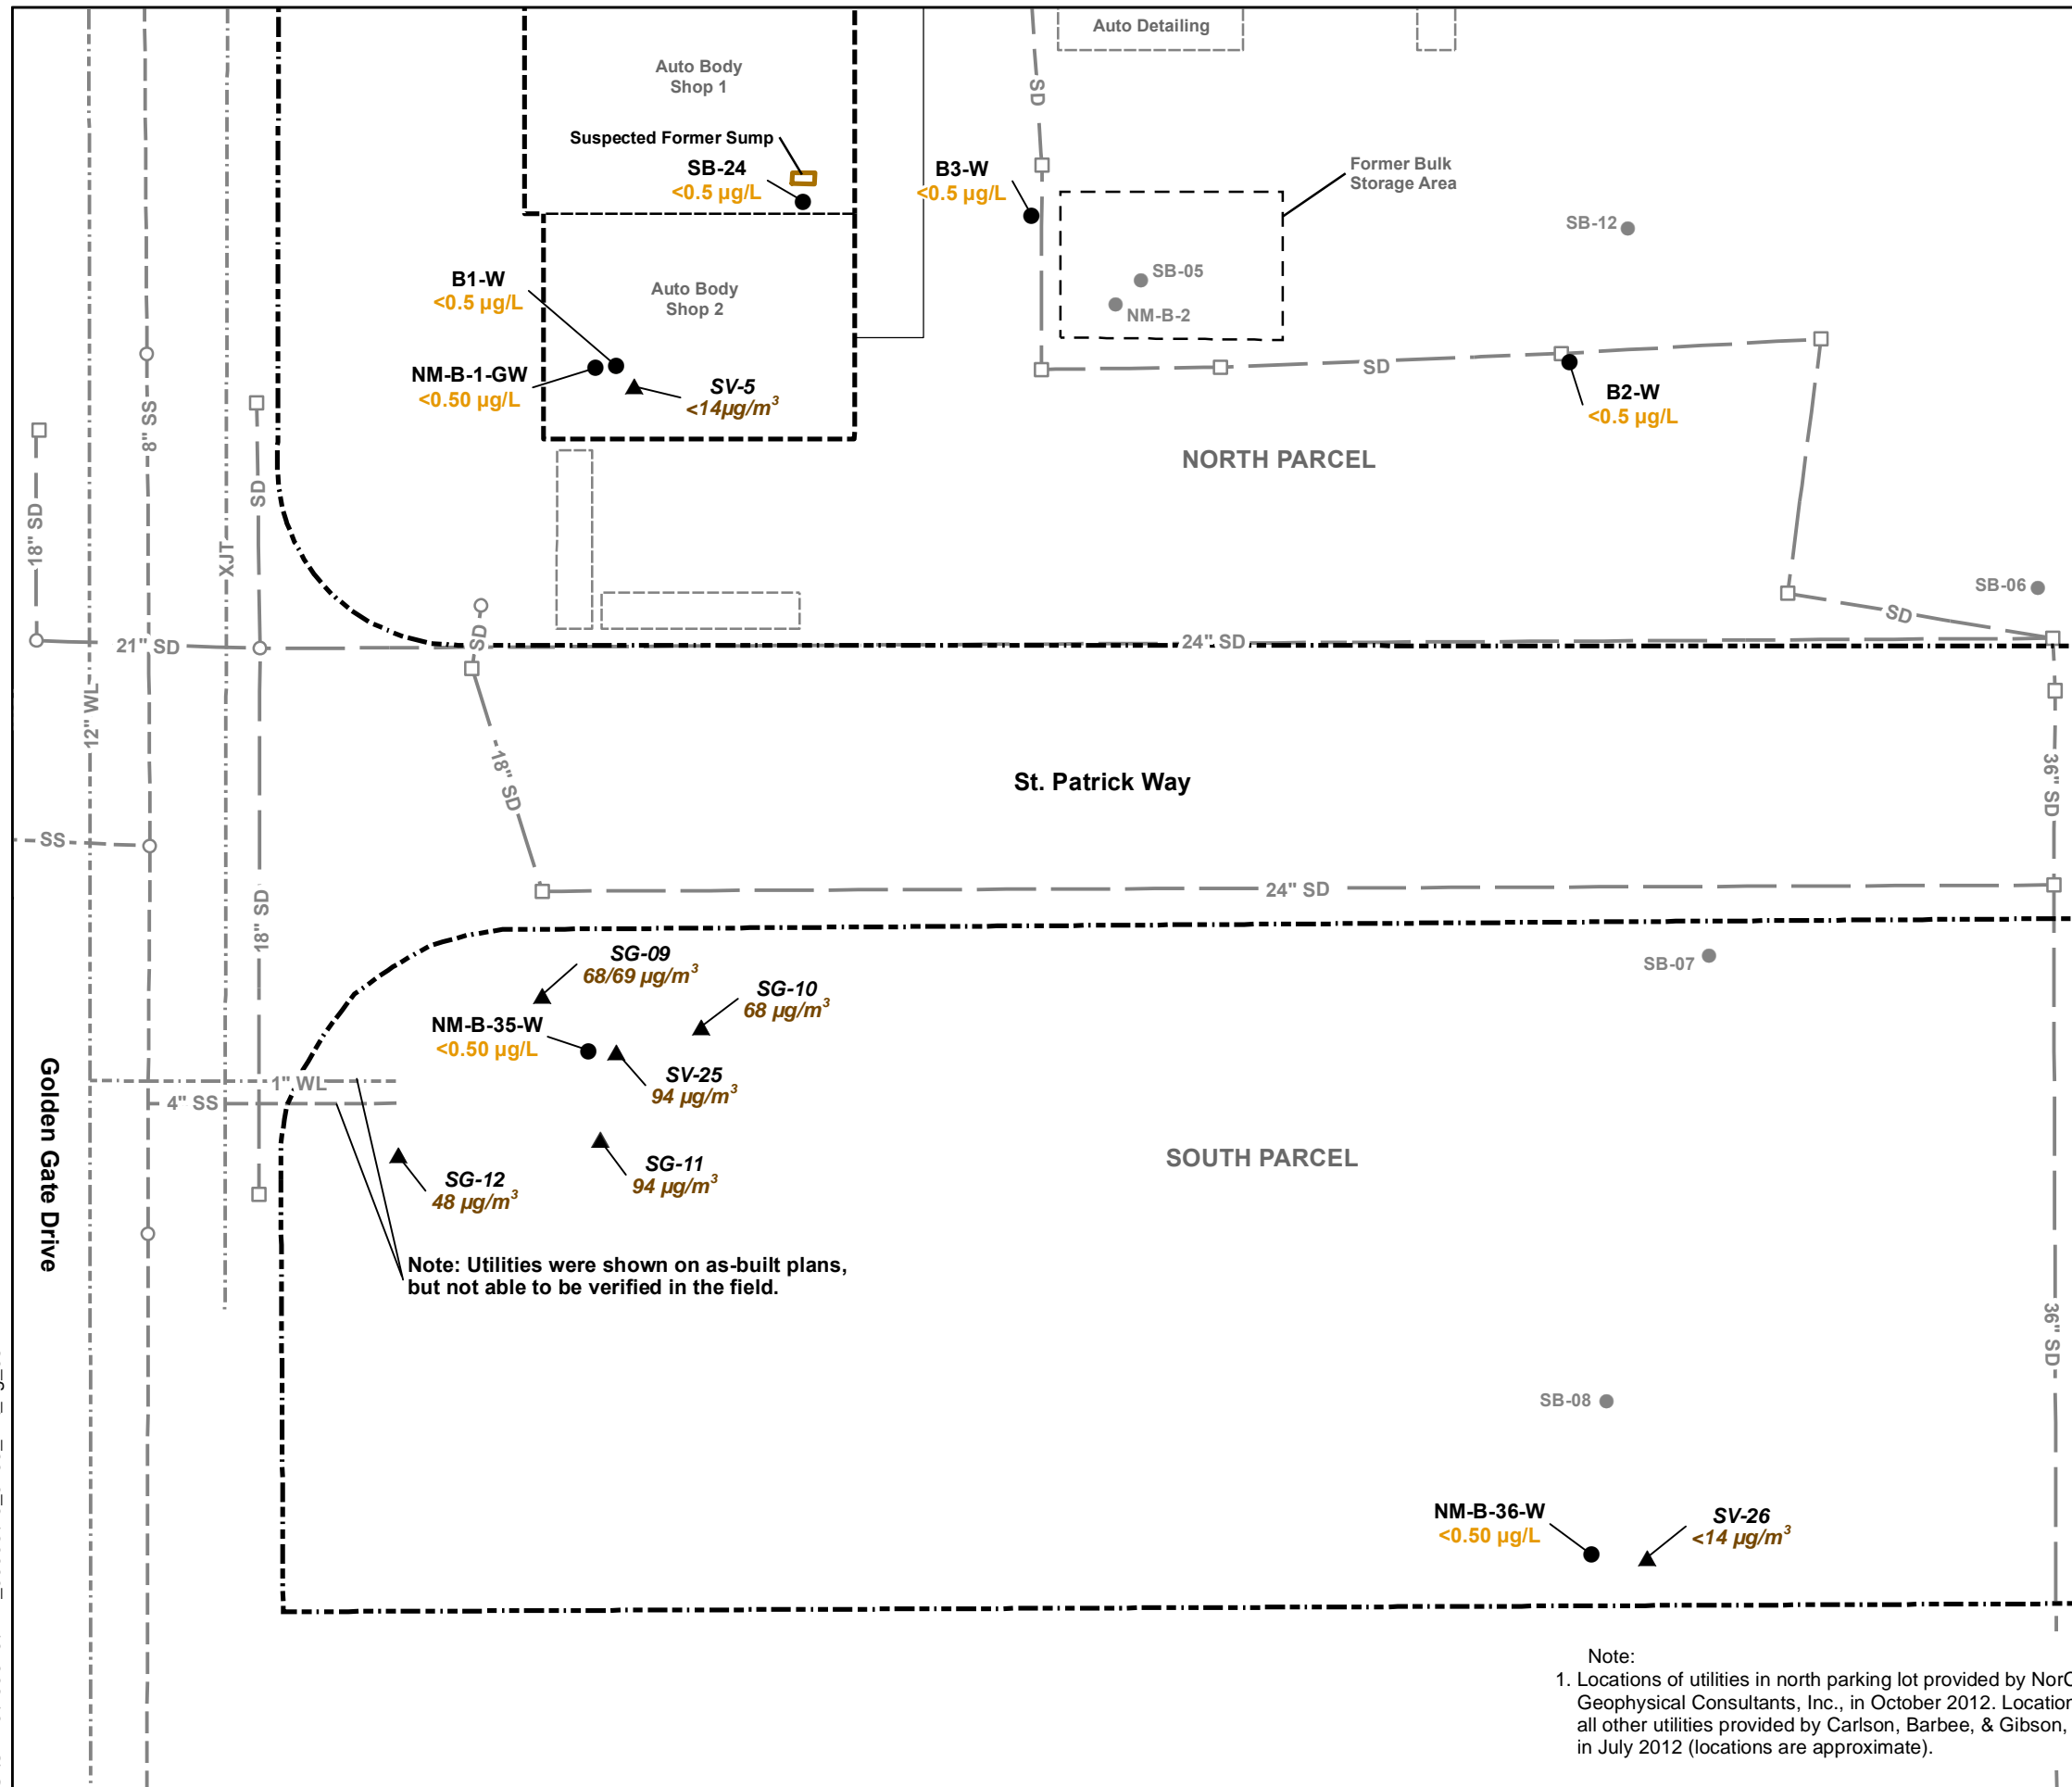 Auto Detailing
Auto Body
Shop 1
SD
Suspected Former Sump
SB-24
<0.5 µg/L
B3-W
<0.5 µg/L
Former Bulk
Storage Area
SB-12
SB-05
NM-B-2
B1-W
<0.5 µg/L
Auto Body
Shop 2
NM-B-1-GW
<0.50 µg/L
SV-5
<14µg/m³
SD
B2-W
<0.5 µg/L
8" SS
NORTH PARCEL
SD
18" SD
XJT
SB-06
SD
SD
21" SD
24" SD
12" WL
18" SD
St. Patrick Way
36" SD
SS
24" SD
18" SD
SG-09
68/69 µg/m³
SB-07
SG-10
68 µg/m³
NM-B-35-W
<0.50 µg/L
SV-25
94 µg/m³
1" WL
4" SS
Golden Gate Drive
SG-11
94 µg/m³
SG-12
48 µg/m³
SOUTH PARCEL
Note: Utilities were shown on as-built plans,
but not able to be verified in the field.
36" SD
SB-08
NM-B-36-W
<0.50 µg/L
SV-26
<14 µg/m³
Note:
1. Locations of utilities in north parking lot provided by Nor
Geophysical Consultants, Inc., in October 2012. Location
all other utilities provided by Carlson, Barbee, & Gibson,
in July 2012 (locations are approximate).